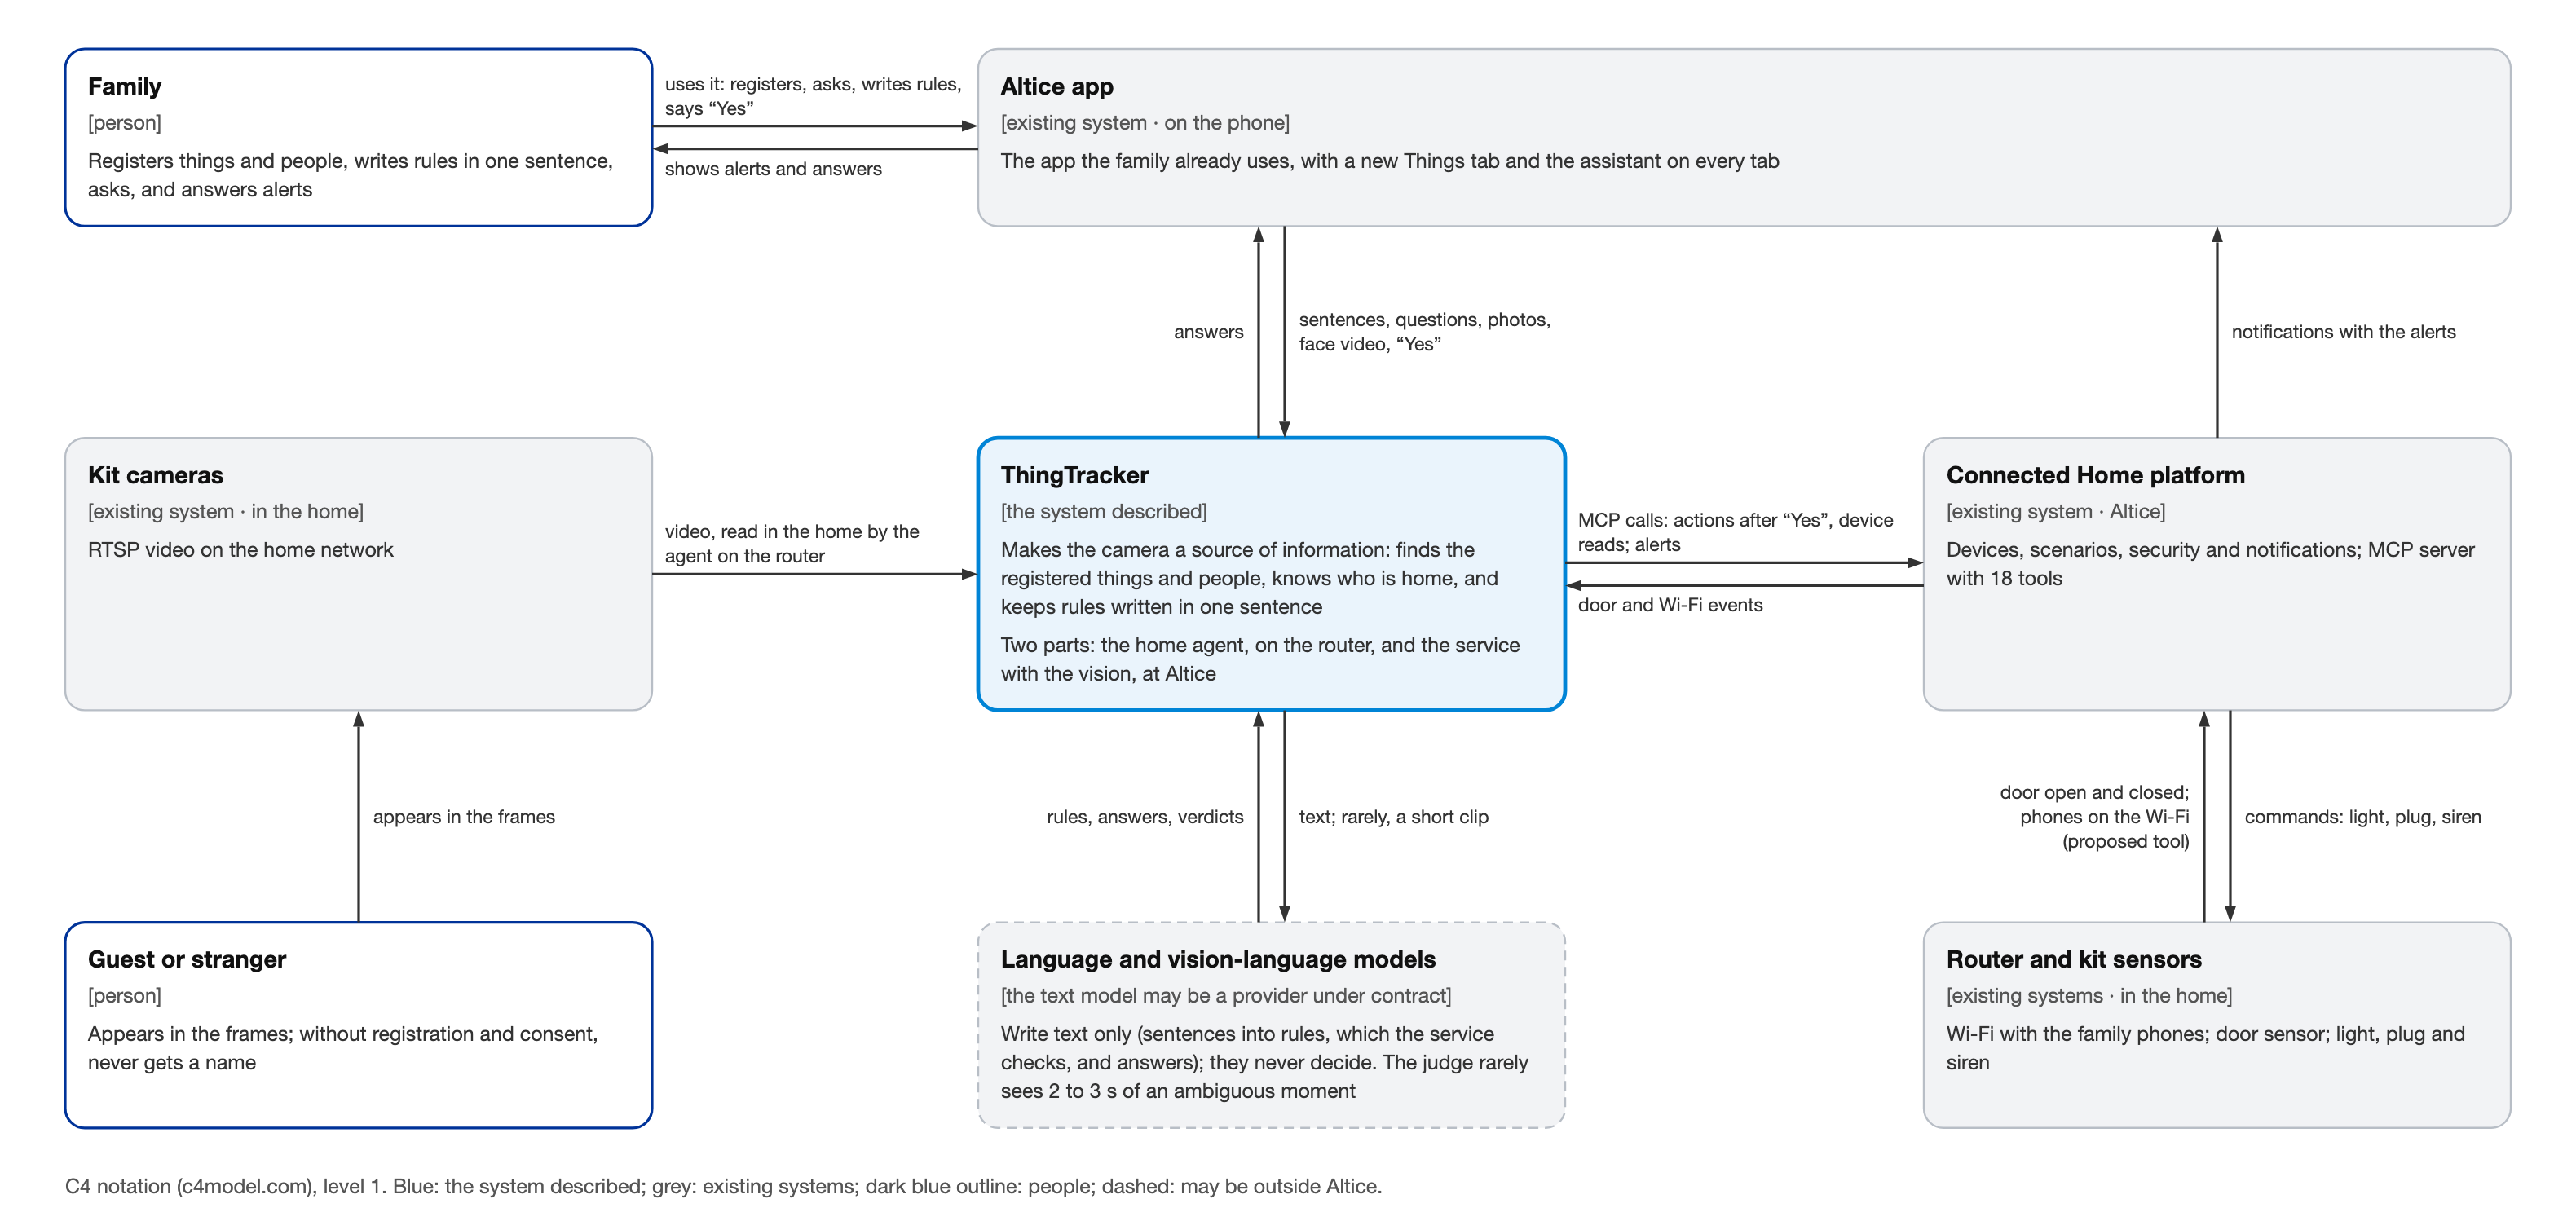 Family
[person]
Registers things and people, writes rules in one sentence,
asks, and answers alerts
uses it: registers, asks, writes rules,
says “Yes”
shows alerts and answers
Altice app
[existing system · on the phone]
The app the family already uses, with a new Things tab and the assistant on every tab
answers
sentences, questions, photos,
face video, “Yes”
notifications with the alerts
Kit cameras
[existing system · in the home]
RTSP video on the home network
video, read in the home by the
agent on the router
ThingTracker
[the system described]
Makes the camera a source of information: finds the
registered things and people, knows who is home, and
keeps rules written in one sentence
Two parts: the home agent, on the router, and the service
with the vision, at Altice
MCP calls: actions after “Yes”, device
reads; alerts
door and Wi-Fi events
Connected Home platform
[existing system · Altice]
Devices, scenarios, security and notifications; MCP server
with 18 tools
appears in the frames
rules, answers, verdicts
text; rarely, a short clip
door open and closed;
phones on the Wi-Fi
(proposed tool)
commands: light, plug, siren
Guest or stranger
[person]
Appears in the frames; without registration and consent,
never gets a name
Language and vision-language models
[the text model may be a provider under contract]
Write text only (sentences into rules, which the service
checks, and answers); they never decide. The judge rarely
sees 2 to 3 s of an ambiguous moment
Router and kit sensors
[existing systems · in the home]
Wi-Fi with the family phones; door sensor; light, plug and
siren
C4 notation (c4model.com), level 1. Blue: the system described; grey: existing systems; dark blue outline: people; dashed: may be outside Altice.